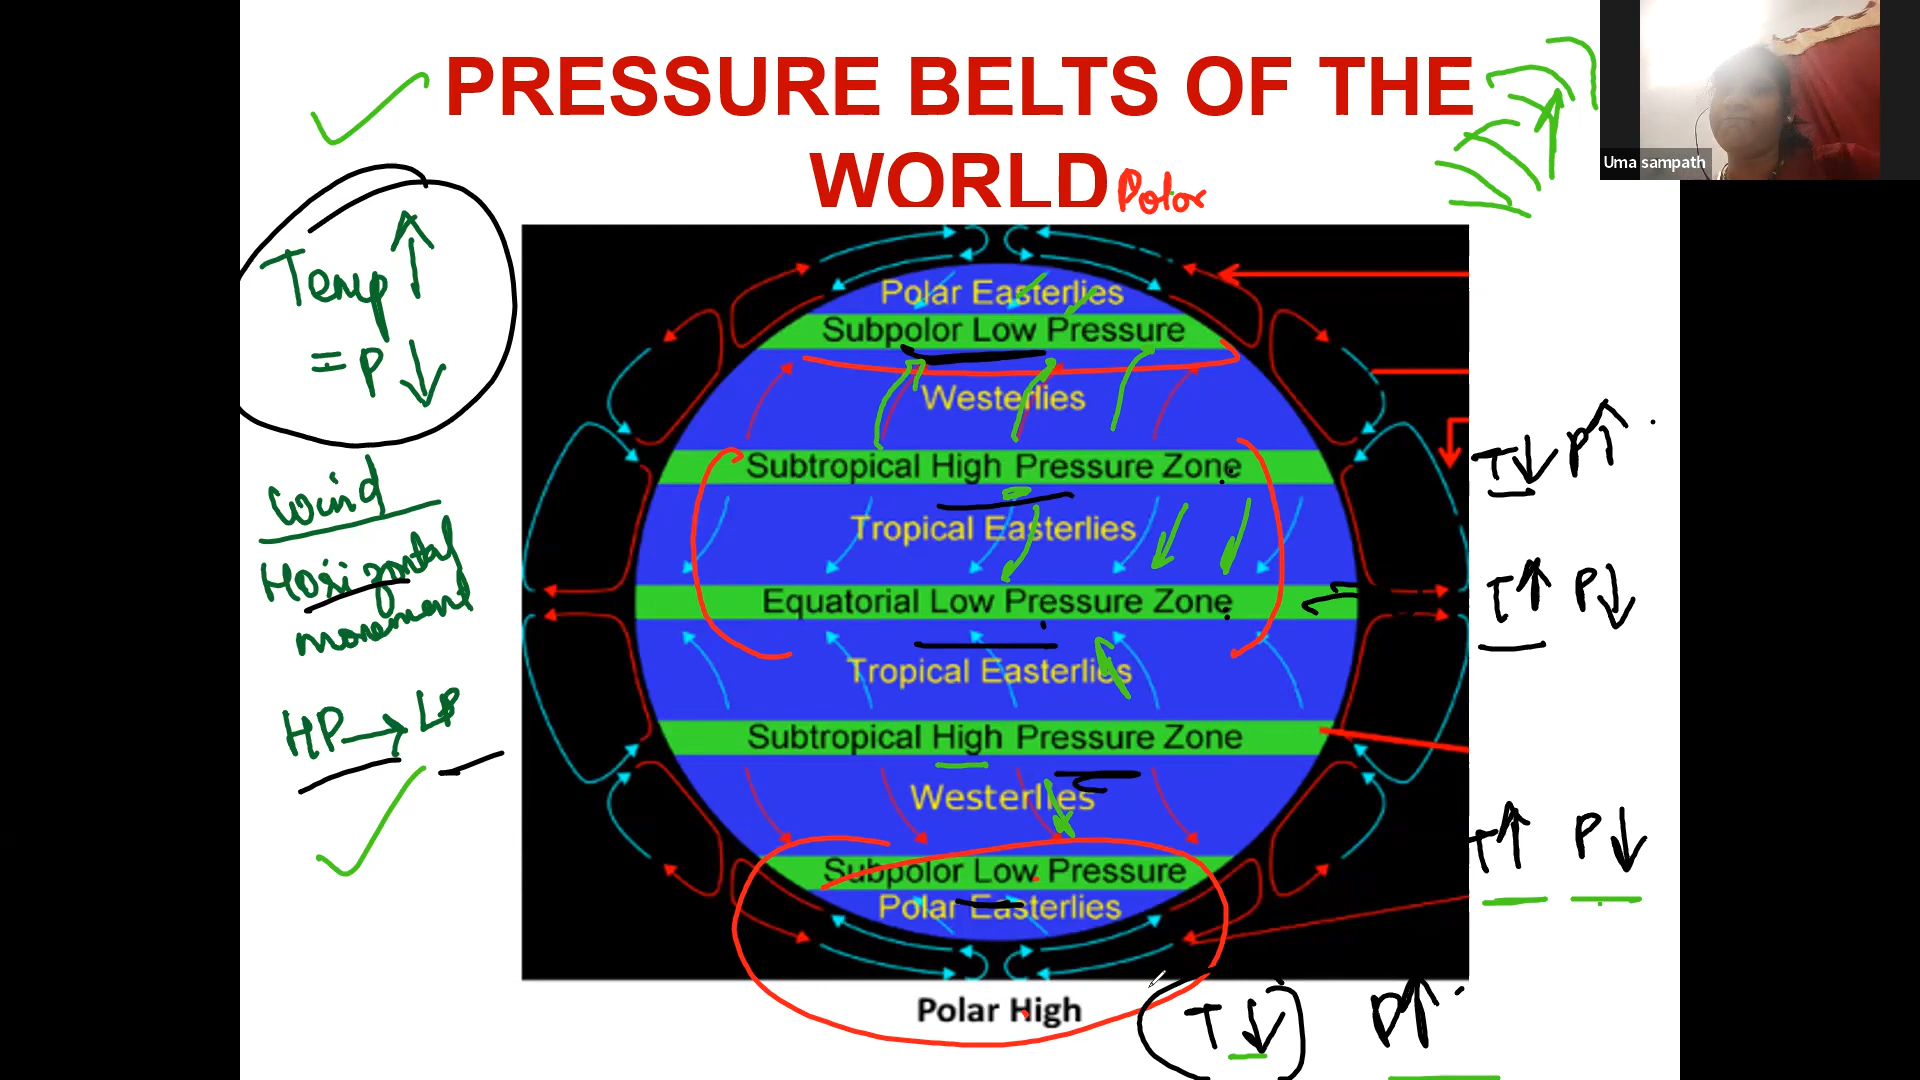 PRESSURE BELTS OF THE
WORLD
Polar
Uma sampath
Temp ↑
= P ↓
Wind
Horizontal
movement
HP → LP
Polar Easterlies
Subpolor Low Pressure
Westerlies
Subtropical High Pressure Zone
Tropical Easterlies
Equatorial Low Pressure Zone
Tropical Easterlies
Subtropical High Pressure Zone
Westerlies
Subpolor Low Pressure
Polar Easterlies
Polar High
T↓ P↑
T↑ P↓
T↑ P↓
(T↓) P↑